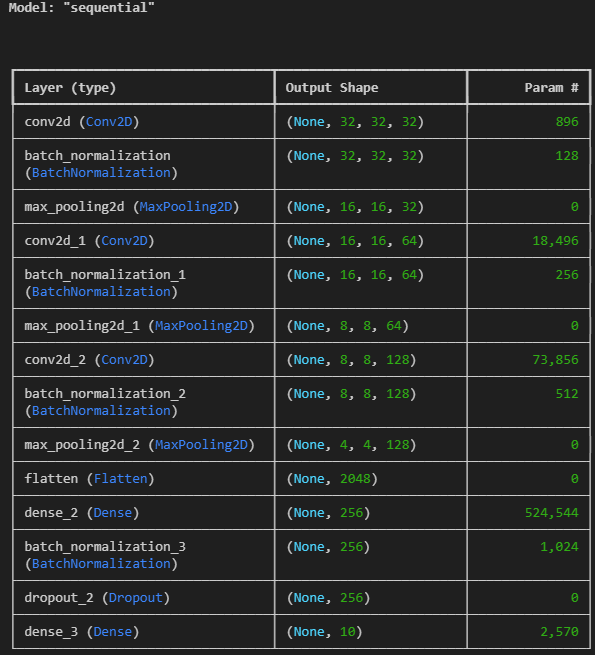 Model: "sequential"
Layer (type) Output Shape Param #
conv2d (Conv2D) (None, 32, 32, 32) 896
batch_normalization (None, 32, 32, 32) 128
(BatchNormalization)
max_pooling2d (MaxPooling2D) (None, 16, 16, 32) 0
conv2d_1 (Conv2D) (None, 16, 16, 64) 18,496
batch_normalization_1 (None, 16, 16, 64) 256
(BatchNormalization)
max_pooling2d_1 (MaxPooling2D) (None, 8, 8, 64) 0
conv2d_2 (Conv2D) (None, 8, 8, 128) 73,856
batch_normalization_2 (None, 8, 8, 128) 512
(BatchNormalization)
max_pooling2d_2 (MaxPooling2D) (None, 4, 4, 128) 0
flatten (Flatten) (None, 2048) 0
dense_2 (Dense) (None, 256) 524,544
batch_normalization_3 (None, 256) 1,024
(BatchNormalization)
dropout_2 (Dropout) (None, 256) 0
dense_3 (Dense) (None, 10) 2,570